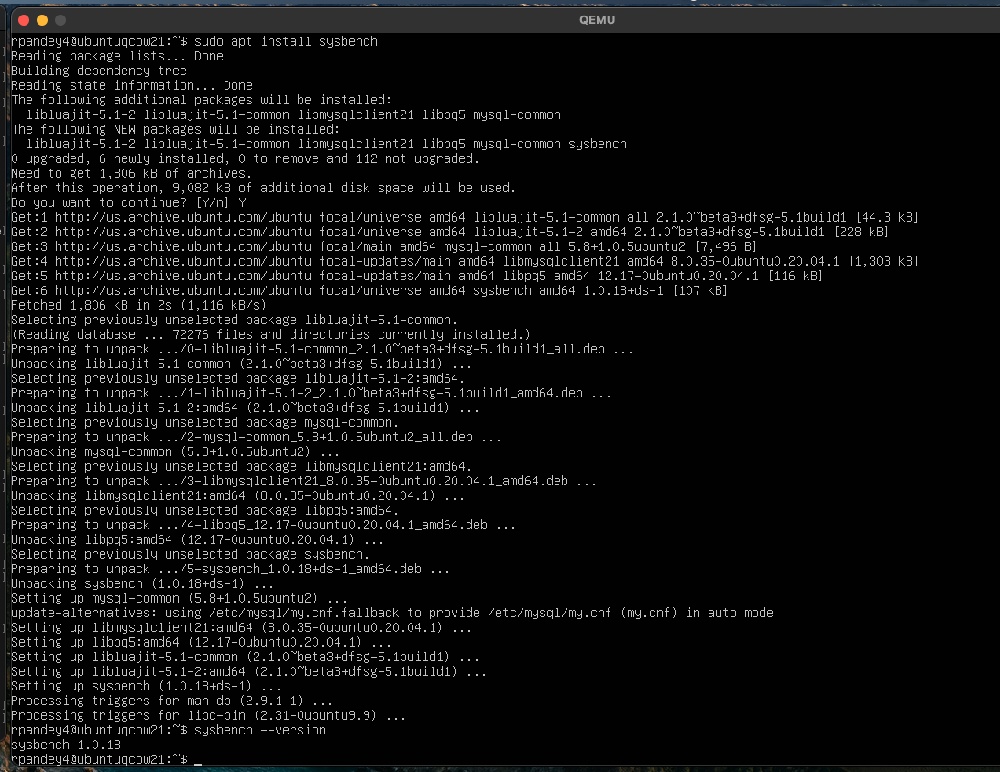 QEMU
rpandey4@ubuntuqcow21:~$ sudo apt install sysbench
Reading package lists... Done
Building dependency tree
Reading state information... Done
The following additional packages will be installed:
  libluajit-5.1-2 libluajit-5.1-common libmysqlclient21 libpq5 mysql-common
The following NEW packages will be installed:
  libluajit-5.1-2 libluajit-5.1-common libmysqlclient21 libpq5 mysql-common sysbench
0 upgraded, 6 newly installed, 0 to remove and 112 not upgraded.
Need to get 1,806 kB of archives.
After this operation, 9,082 kB of additional disk space will be used.
Do you want to continue? [Y/n] Y
Get:1 http://us.archive.ubuntu.com/ubuntu focal/universe amd64 libluajit-5.1-common all 2.1.0~beta3+dfsg-5.1build1 [44.3 kB]
Get:2 http://us.archive.ubuntu.com/ubuntu focal/universe amd64 libluajit-5.1-2 amd64 2.1.0~beta3+dfsg-5.1build1 [228 kB]
Get:3 http://us.archive.ubuntu.com/ubuntu focal/main amd64 mysql-common all 5.8+1.0.5ubuntu2 [7,496 B]
Get:4 http://us.archive.ubuntu.com/ubuntu focal-updates/main amd64 libmysqlclient21 amd64 8.0.35-0ubuntu0.20.04.1 [1,303 kB]
Get:5 http://us.archive.ubuntu.com/ubuntu focal-updates/main amd64 libpq5 amd64 12.17-0ubuntu0.20.04.1 [116 kB]
Get:6 http://us.archive.ubuntu.com/ubuntu focal/universe amd64 sysbench amd64 1.0.18+ds-1 [107 kB]
Fetched 1,806 kB in 2s (1,116 kB/s)
Selecting previously unselected package libluajit-5.1-common.
(Reading database ... 72276 files and directories currently installed.)
Preparing to unpack .../0-libluajit-5.1-common_2.1.0~beta3+dfsg-5.1build1_all.deb ...
Unpacking libluajit-5.1-common (2.1.0~beta3+dfsg-5.1build1) ...
Selecting previously unselected package libluajit-5.1-2:amd64.
Preparing to unpack .../1-libluajit-5.1-2_2.1.0~beta3+dfsg-5.1build1_amd64.deb ...
Unpacking libluajit-5.1-2:amd64 (2.1.0~beta3+dfsg-5.1build1) ...
Selecting previously unselected package mysql-common.
Preparing to unpack .../2-mysql-common_5.8+1.0.5ubuntu2_all.deb ...
Unpacking mysql-common (5.8+1.0.5ubuntu2) ...
Selecting previously unselected package libmysqlclient21:amd64.
Preparing to unpack .../3-libmysqlclient21_8.0.35-0ubuntu0.20.04.1_amd64.deb ...
Unpacking libmysqlclient21:amd64 (8.0.35-0ubuntu0.20.04.1) ...
Selecting previously unselected package libpq5:amd64.
Preparing to unpack .../4-libpq5_12.17-0ubuntu0.20.04.1_amd64.deb ...
Unpacking libpq5:amd64 (12.17-0ubuntu0.20.04.1) ...
Selecting previously unselected package sysbench.
Preparing to unpack .../5-sysbench_1.0.18+ds-1_amd64.deb ...
Unpacking sysbench (1.0.18+ds-1) ...
Setting up mysql-common (5.8+1.0.5ubuntu2) ...
update-alternatives: using /etc/mysql/my.cnf.fallback to provide /etc/mysql/my.cnf (my.cnf) in auto mode
Setting up libmysqlclient21:amd64 (8.0.35-0ubuntu0.20.04.1) ...
Setting up libpq5:amd64 (12.17-0ubuntu0.20.04.1) ...
Setting up libluajit-5.1-common (2.1.0~beta3+dfsg-5.1build1) ...
Setting up libluajit-5.1-2:amd64 (2.1.0~beta3+dfsg-5.1build1) ...
Setting up sysbench (1.0.18+ds-1) ...
Processing triggers for man-db (2.9.1-1) ...
Processing triggers for libc-bin (2.31-0ubuntu9.9) ...
rpandey4@ubuntuqcow21:~$ sysbench --version
sysbench 1.0.18
rpandey4@ubuntuqcow21:~$ _